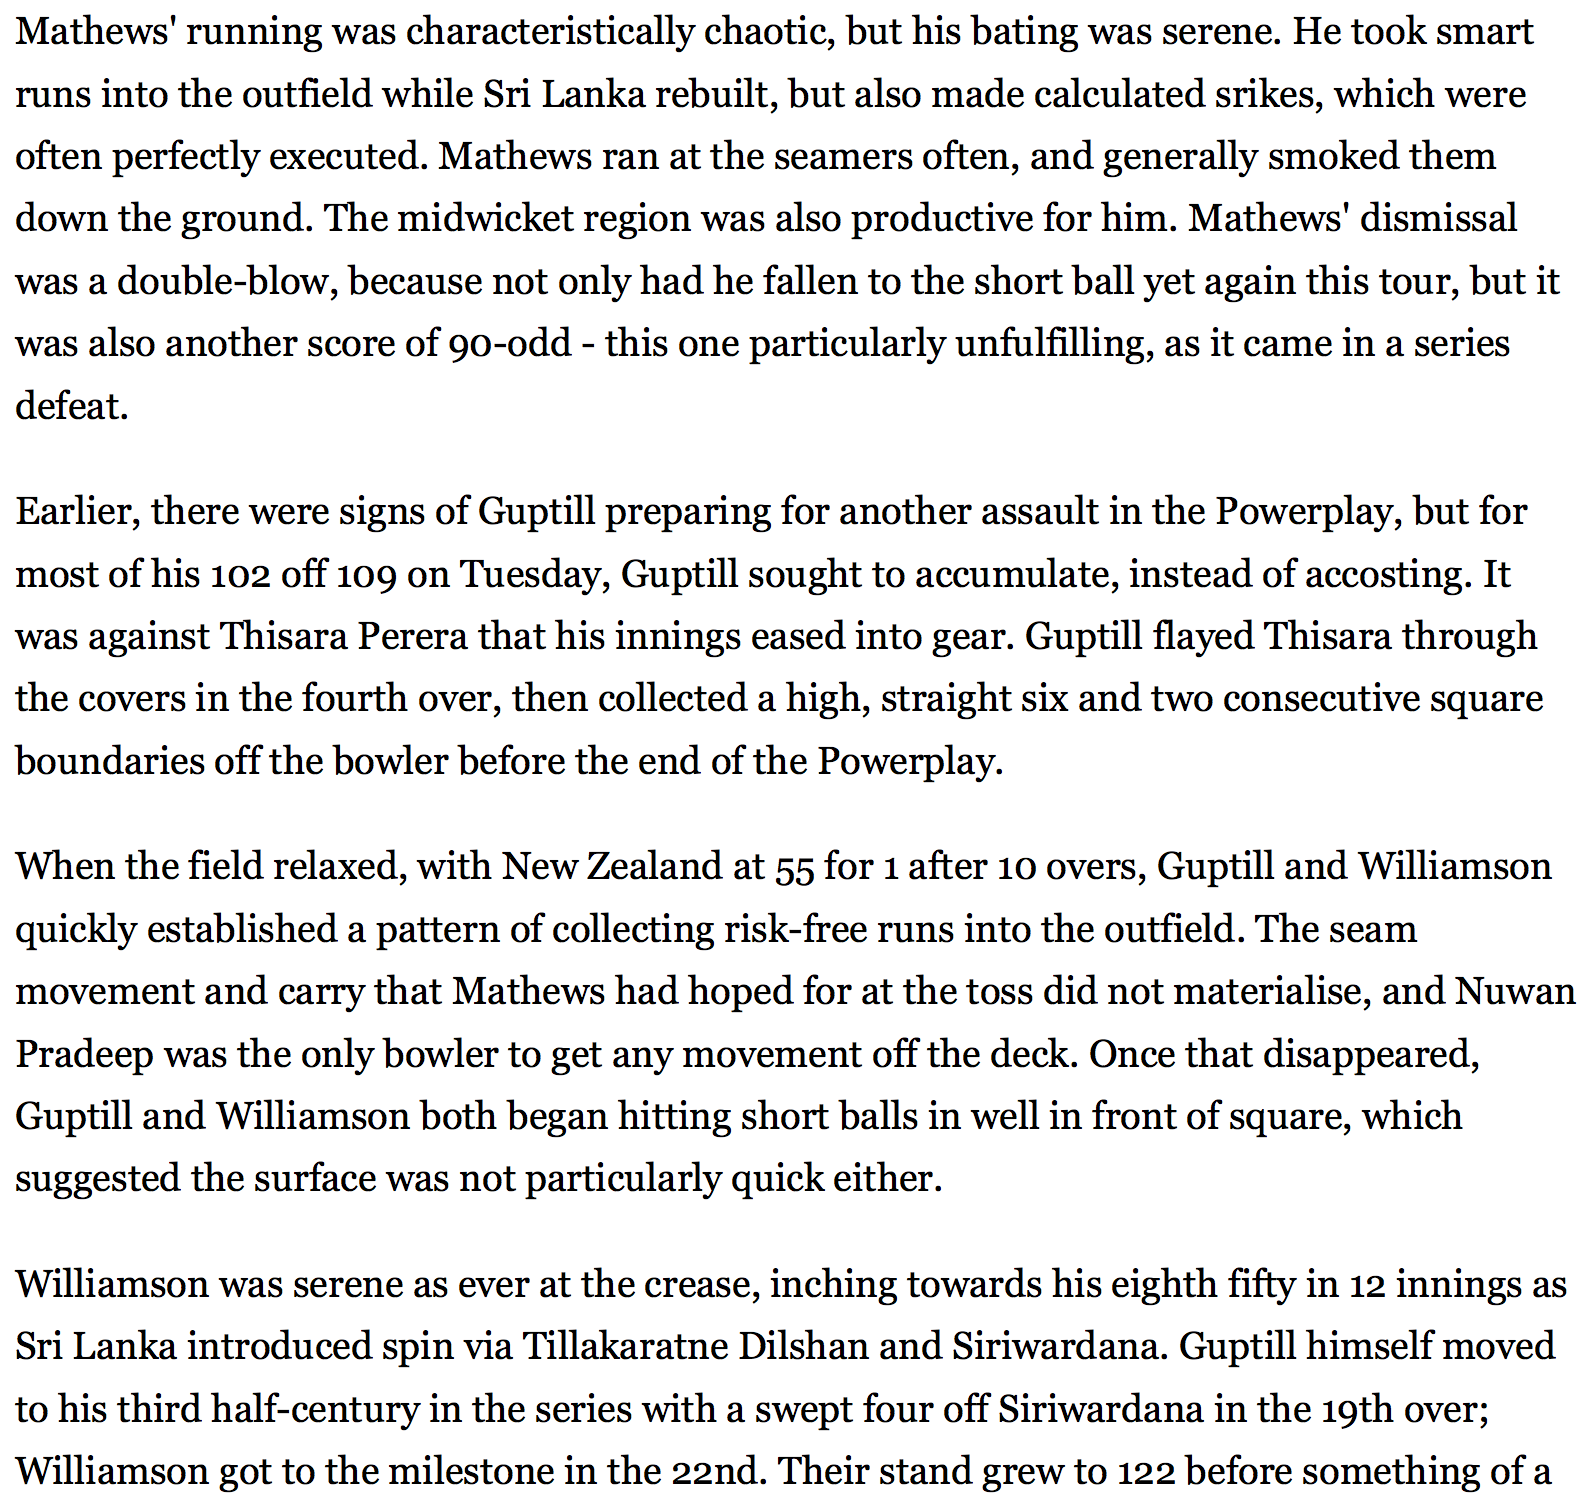 Mathews' running was characteristically chaotic, but his bating was serene. He took smart
runs into the outfield while Sri Lanka rebuilt, but also made calculated srikes, which were
often perfectly executed. Mathews ran at the seamers often, and generally smoked them
down the ground. The midwicket region was also productive for him. Mathews' dismissal
was a double-blow, because not only had he fallen to the short ball yet again this tour, but it
was also another score of 90-odd - this one particularly unfulfilling, as it came in a series
defeat.
Earlier, there were signs of Guptill preparing for another assault in the Powerplay, but for
most of his 102 off 109 on Tuesday, Guptill sought to accumulate, instead of accosting. It
was against Thisara Perera that his innings eased into gear. Guptill flayed Thisara through
the covers in the fourth over, then collected a high, straight six and two consecutive square
boundaries off the bowler before the end of the Powerplay.
When the field relaxed, with New Zealand at 55 for 1 after 10 overs, Guptill and Williamson
quickly established a pattern of collecting risk-free runs into the outfield. The seam
movement and carry that Mathews had hoped for at the toss did not materialise, and Nuwan
Pradeep was the only bowler to get any movement off the deck. Once that disappeared,
Guptill and Williamson both began hitting short balls in well in front of square, which
suggested the surface was not particularly quick either.
Williamson was serene as ever at the crease, inching towards his eighth fifty in 12 innings as
Sri Lanka introduced spin via Tillakaratne Dilshan and Siriwardana. Guptill himself moved
to his third half-century in the series with a swept four off Siriwardana in the 19th over;
Williamson got to the milestone in the 22nd. Their stand grew to 122 before something of a